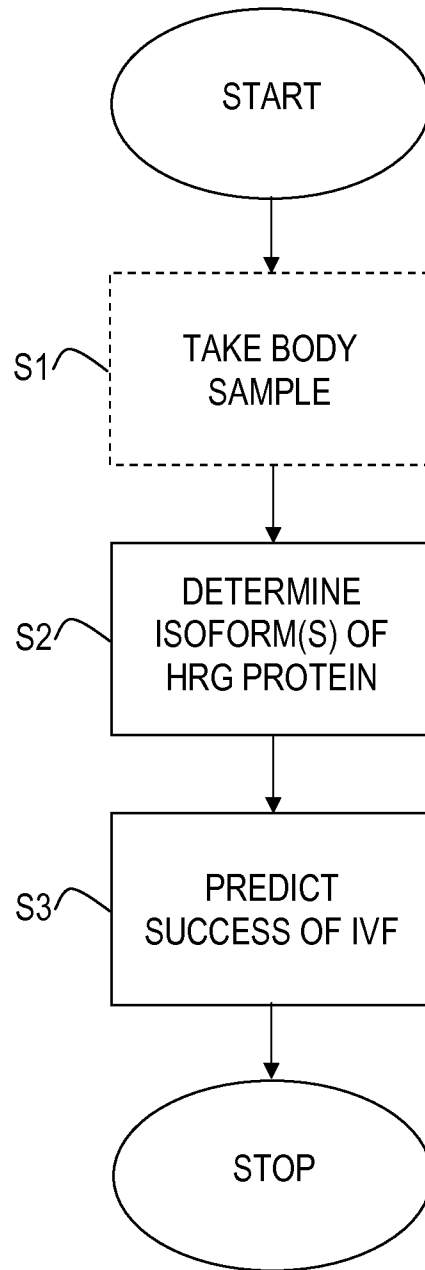 START
S1
TAKE BODY
SAMPLE
S2
DETERMINE
ISOFORM(S) OF
HRG PROTEIN
S3
PREDICT
SUCCESS OF IVF
STOP